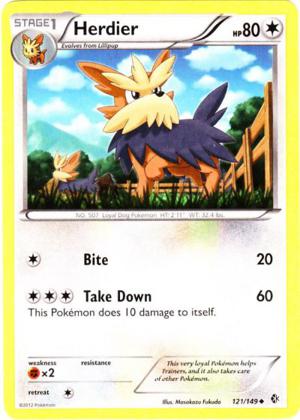 STAGE1
Herdier
HP80
Evolves from Lillipup
NO. 507 Loyal Dog Pokémon HT: 2'11" WT: 32.4 lbs.
Bite 20
Take Down 60
This Pokémon does 10 damage to itself.
weakness
resistance
×2
retreat
This very loyal Pokémon helps
Trainers, and it also takes care
of other Pokémon.
Illus. Masakazu Fukuda
121/149
©2012 Pokémon